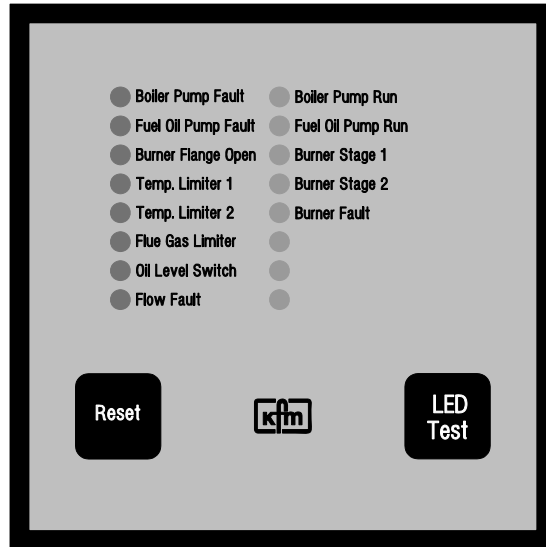 Boiler Pump Fault
Fuel Oil Pump Fault
Burner Flange Open
Temp. Limiter 1
Temp. Limiter 2
Flue Gas Limiter
Oil Level Switch
Flow Fault
Boiler Pump Run
Fuel Oil Pump Run
Burner Stage 1
Burner Stage 2
Burner Fault
Reset
kfm
LED
Test